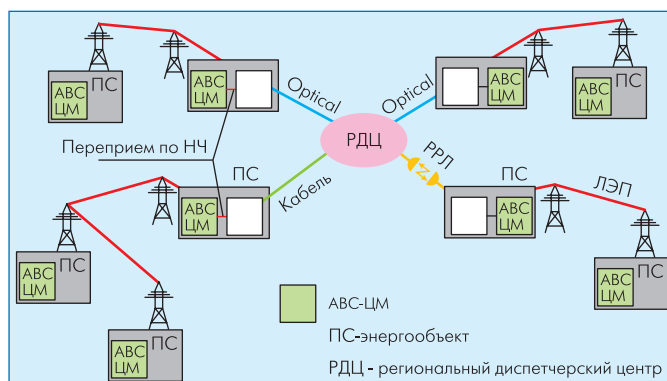 АВС
ЦМ
ПС
АВС
ЦМ
Optical
Optical
АВС
ЦМ
ПС
АВС
ЦМ
Переприем по НЧ
РДЦ
ПС
АВС
ЦМ
Кабель
РРЛ
ПС
АВС
ЦМ
ЛЭП
АВС
ЦМ
ПС
ПС
АВС
ЦМ
ПС
АВС
ЦМ
АВС-ЦМ
ПС-энергообъект
РДЦ - региональный диспетчерский центр